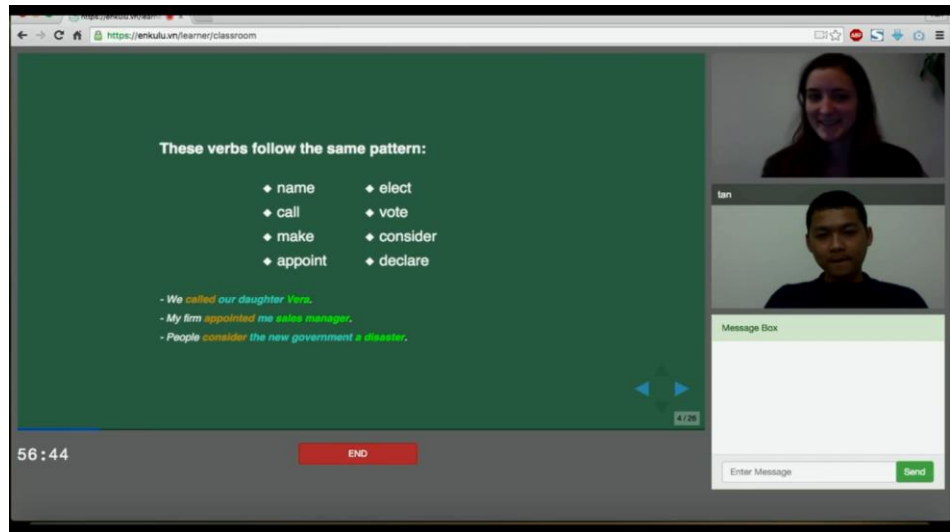 https://enkulu.vn/learner/classroom
These verbs follow the same pattern:
◆ name
◆ call
◆ make
◆ appoint
◆ elect
◆ vote
◆ consider
◆ declare
- We called our daughter Vera.
- My firm appointed me sales manager.
- People consider the new government a disaster.
4 / 26
56:44
END
tan
Message Box
Enter Message
Send